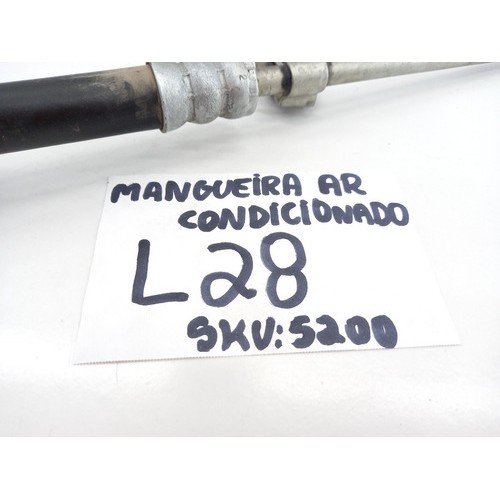 MANGUEIRA AR
CONDICIONADO
L28
SKU:5200